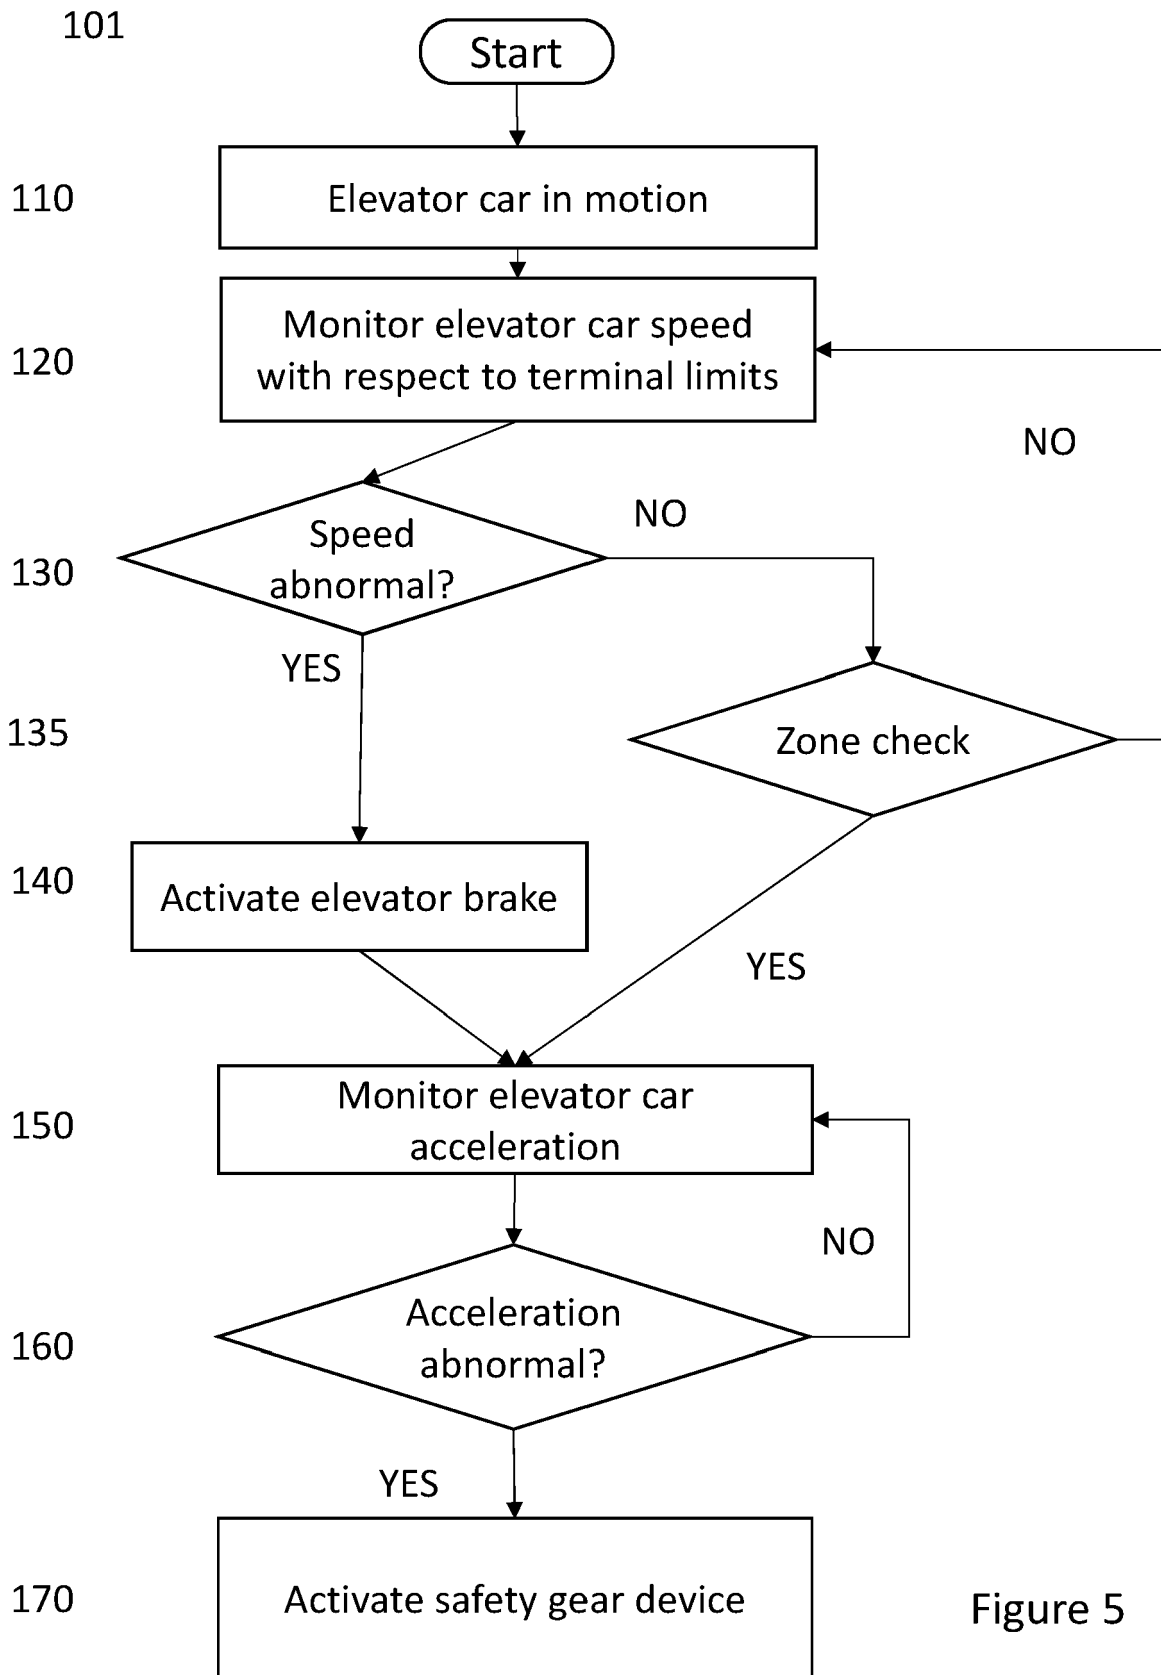 101
Start
110
Elevator car in motion
120
Monitor elevator car speed
with respect to terminal limits
NO
130
Speed
abnormal?
NO
YES
135
Zone check
140
Activate elevator brake
YES
150
Monitor elevator car
acceleration
NO
160
Acceleration
abnormal?
YES
170
Activate safety gear device
Figure 5